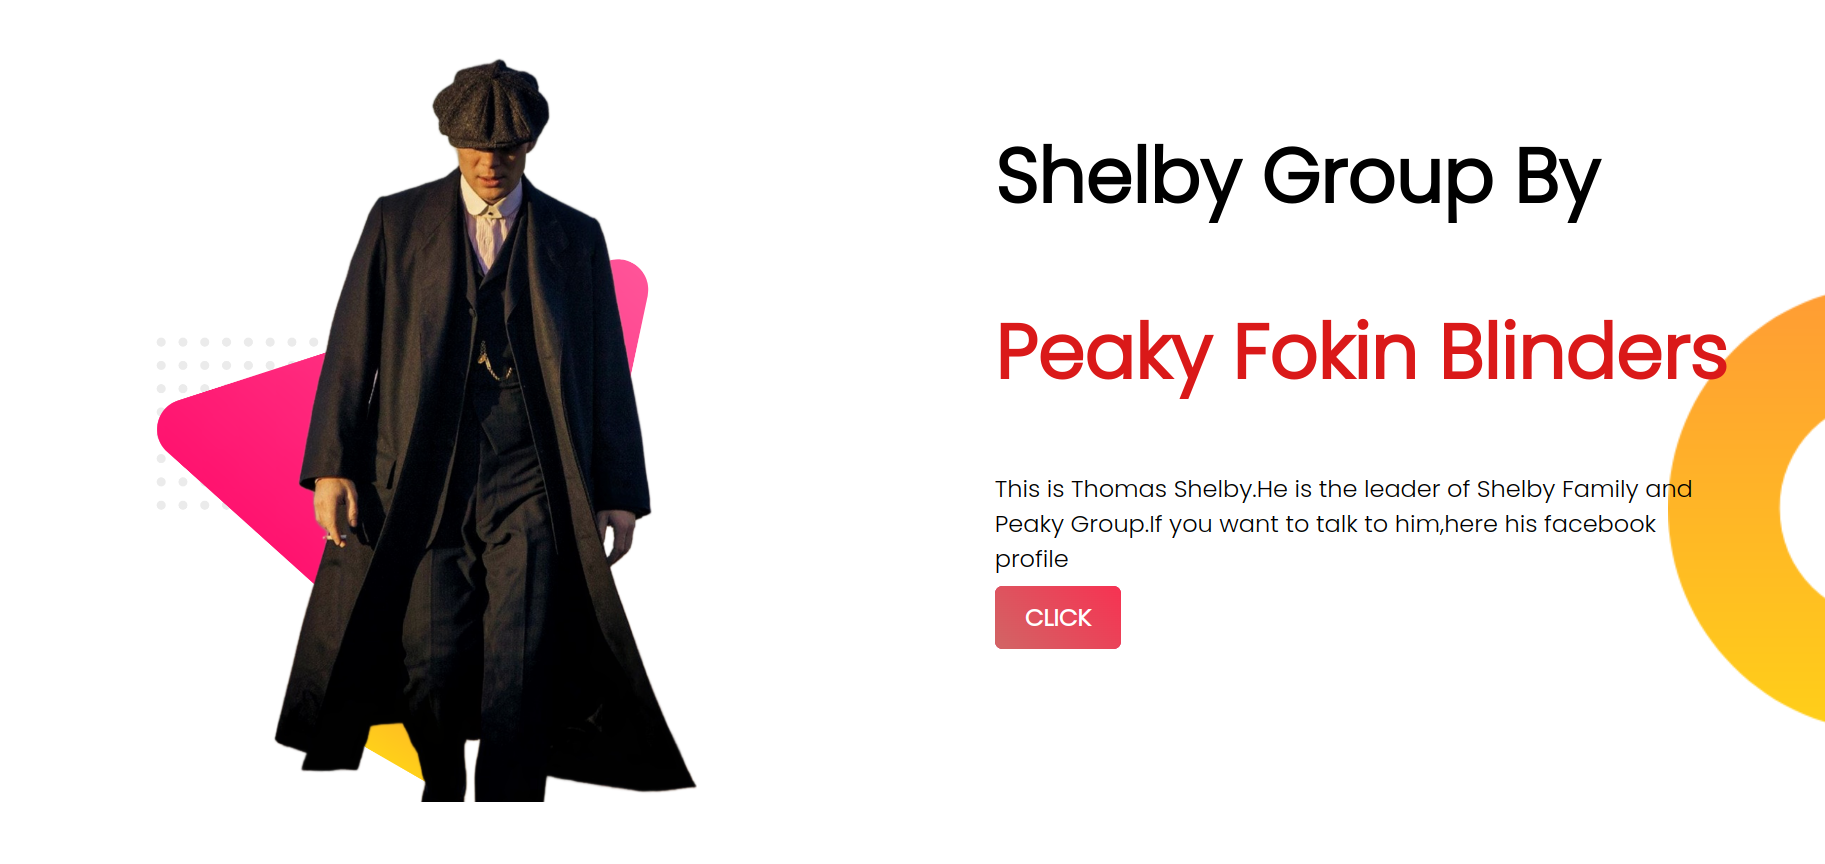 Shelby Group By
Peaky Fokin Blinders
This is Thomas Shelby.He is the leader of Shelby Family and
Peaky Group.If you want to talk to him,here his facebook
profile
CLICK